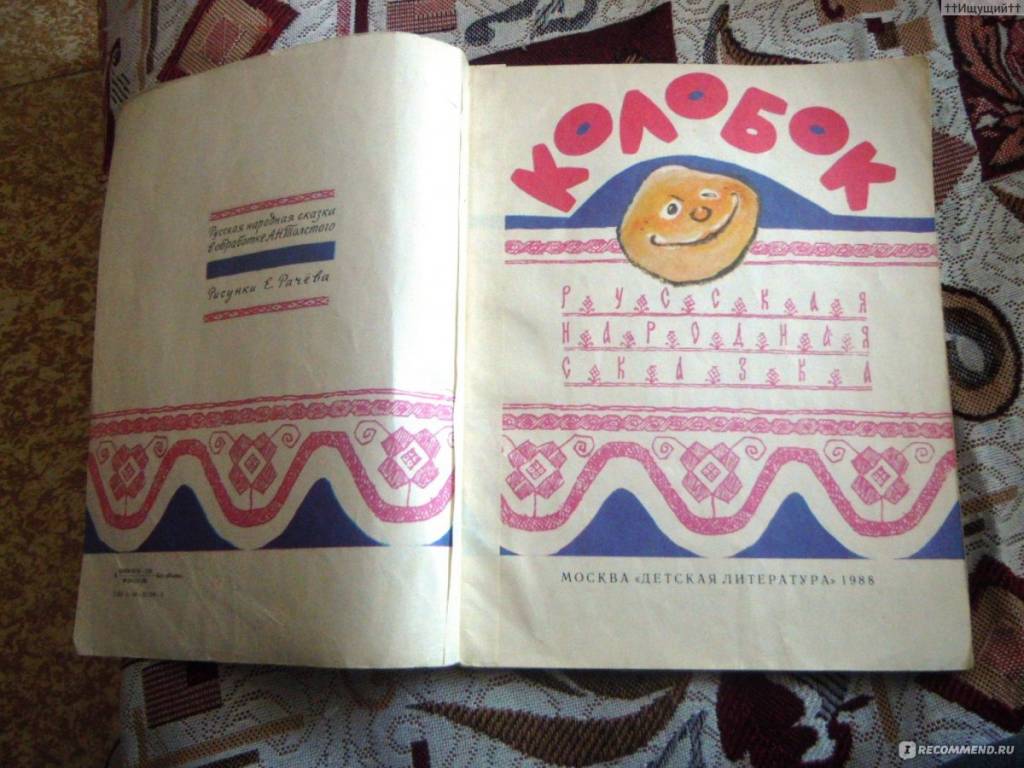 ††Ищущий††
Русская народная сказка
в обработке А.Н.Толстого
Рисунки Е. Рачёва
КОЛОБОК
РУССКАЯ
НАРОДНАЯ
СКАЗКА
МОСКВА «ДЕТСКАЯ ЛИТЕРАТУРА» 1988
RECOMMEND.RU